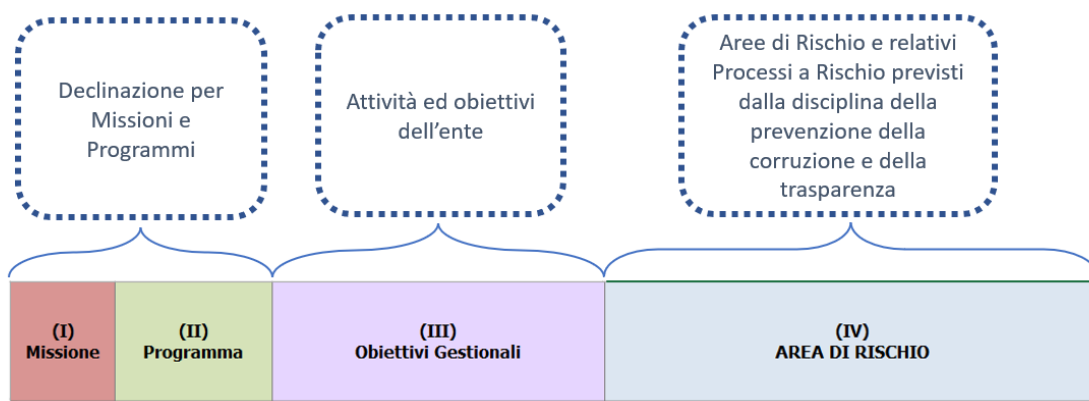 Declinazione per
Missioni e
Programmi
Attività ed obiettivi
dell’ente
Aree di Rischio e relativi
Processi a Rischio previsti
dalla disciplina della
prevenzione della
corruzione e della
trasparenza
(I)
Missione
(II)
Programma
(III)
Obiettivi Gestionali
(IV)
AREA DI RISCHIO